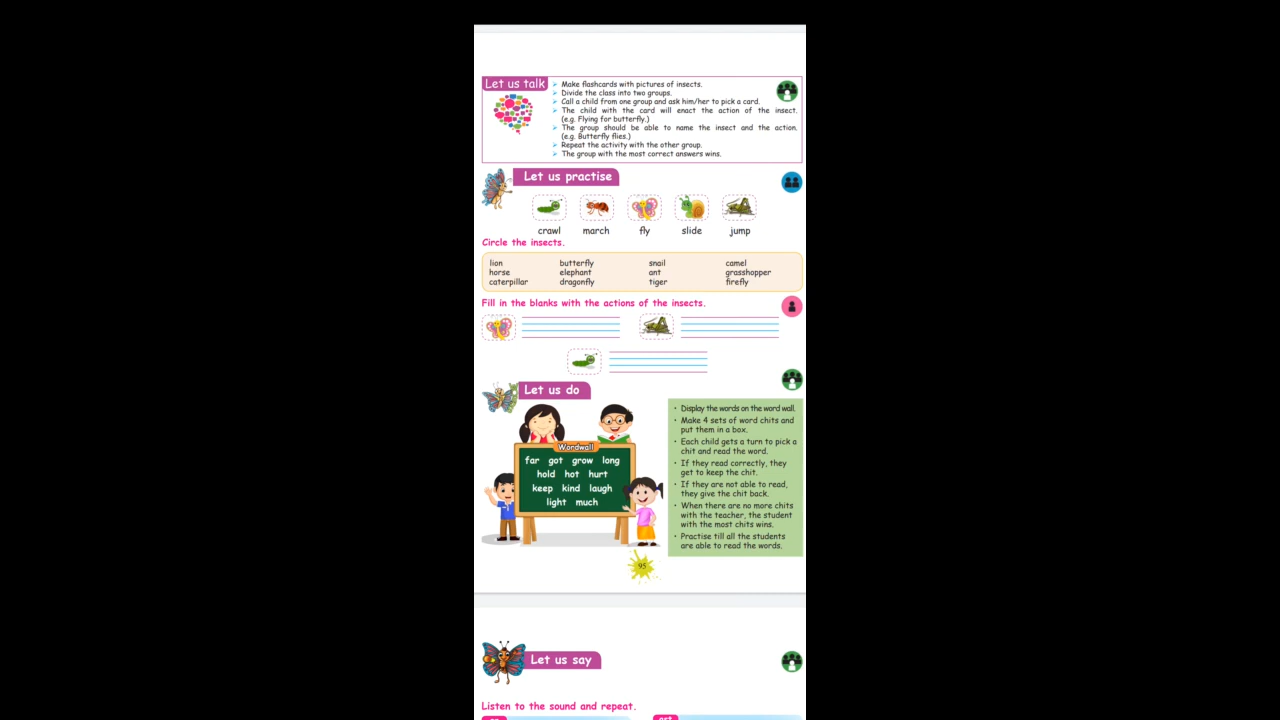 Let us talk
Make flashcards with pictures of insects.
Divide the class into two groups.
Call a child from one group and ask him/her to pick a card.
The child with the card will enact the action of the insect.
(e.g. Flying for butterfly.)
The group should be able to name the insect and the action.
(e.g. Butterfly flies.)
Repeat the activity with the other group.
The group with the most correct answers wins.
Let us practise
crawl march fly slide jump
Circle the insects.
lion butterfly snail camel
horse elephant ant grasshopper
caterpillar dragonfly tiger firefly
Fill in the blanks with the actions of the insects.
Let us do
Wordwall
far got grow long
hold hot hurt
keep kind laugh
light much
Display the words on the word wall.
Make 4 sets of word chits and
put them in a box.
Each child gets a turn to pick a
chit and read the word.
If they read correctly, they
get to keep the chit.
If they are not able to read,
they give the chit back.
When there are no more chits
with the teacher, the student
with the most chits wins.
Practise till all the students
are able to read the words.
95
Let us say
Listen to the sound and repeat.